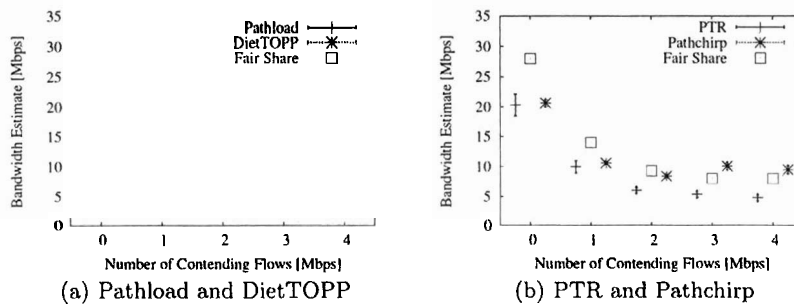 35
30
25
20
15
10
5
0
Bandwidth Estimate [Mbps]
Pathload
DietTOPP
Fair Share
0 1 2 3 4
Number of Contending Flows [Mbps]
(a) Pathload and DietTOPP
35
30
25
20
15
10
5
0
Bandwidth Estimate [Mbps]
PTR
Pathchirp
Fair Share
0 1 2 3 4
Number of Contending Flows [Mbps]
(b) PTR and Pathchirp